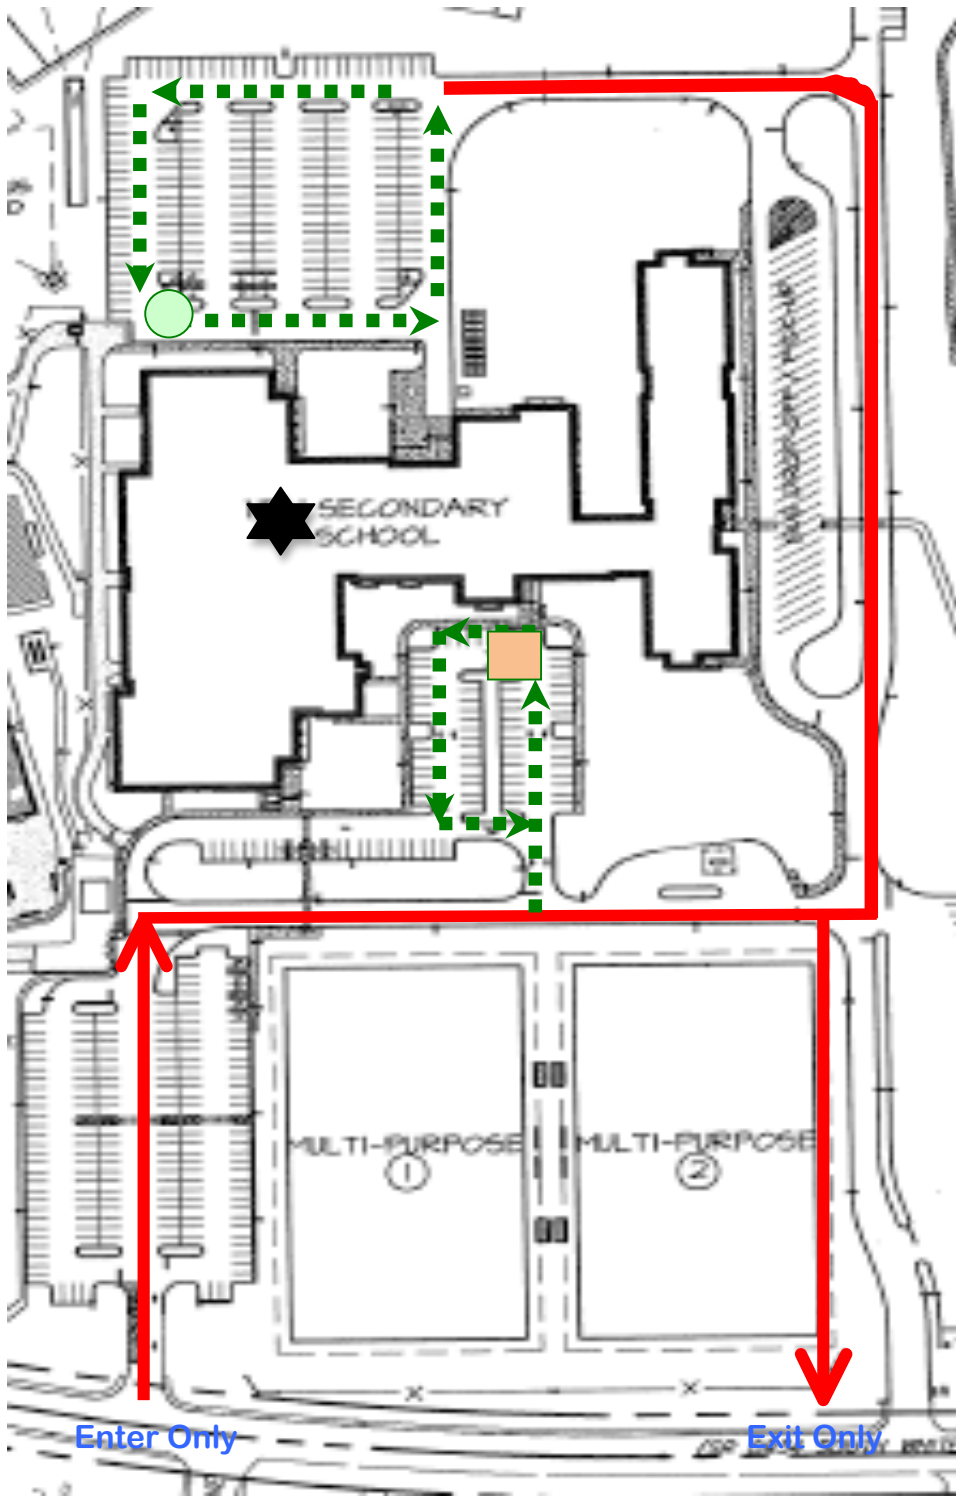 SECONDARY
SCHOOL
MULTI-PURPOSE
1
MULTI-PURPOSE
2
Enter Only
Exit Only